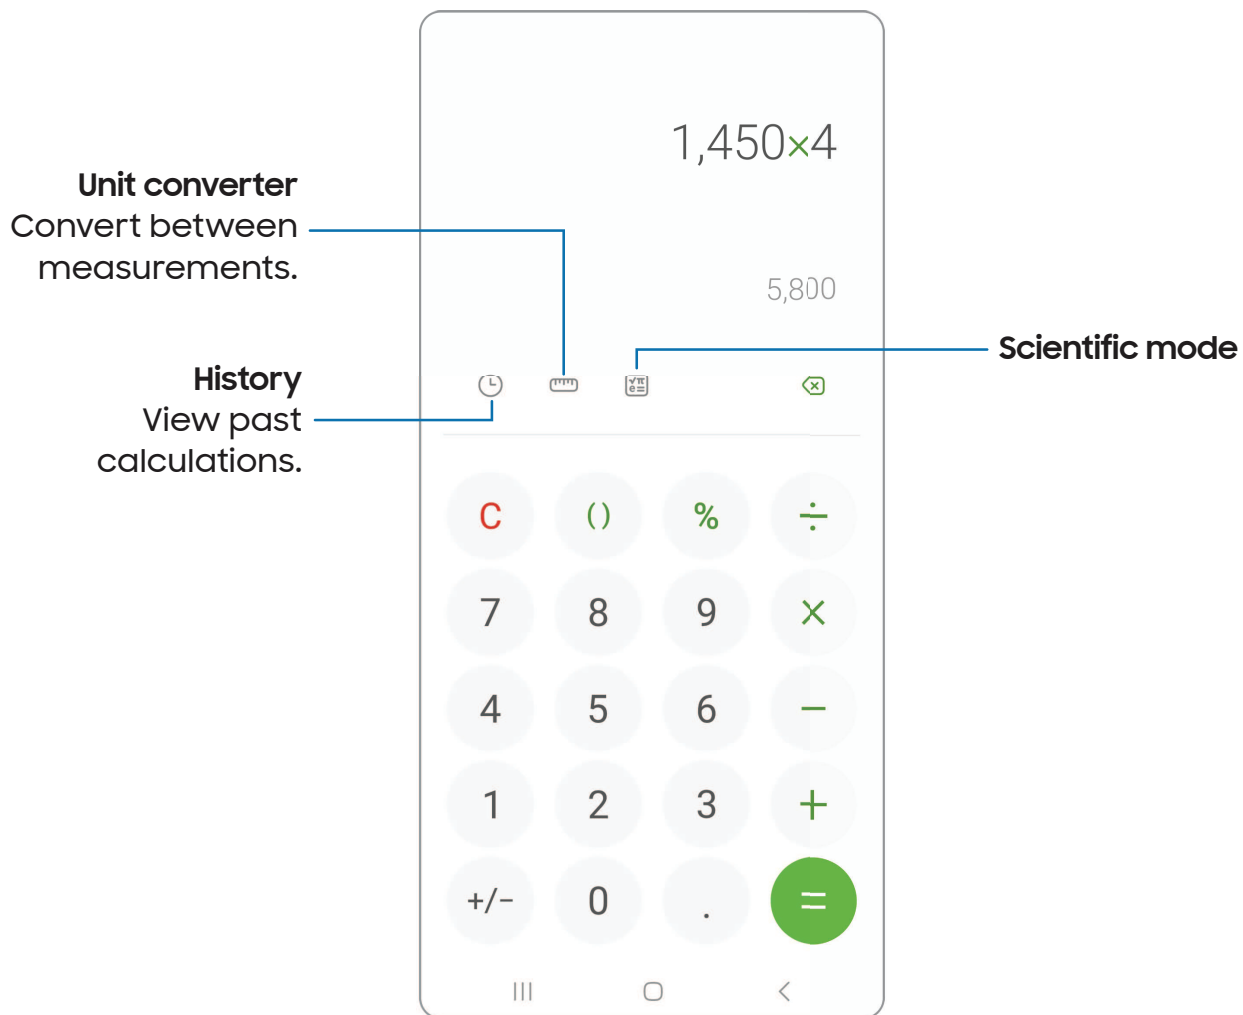 1,450×4
Unit converter
Convert between
measurements.
5,800
Scientific mode
History
View past
calculations.
√π
e=
C () % ÷
7 8 9 ×
4 5 6 −
1 2 3 +
+/− 0 . =